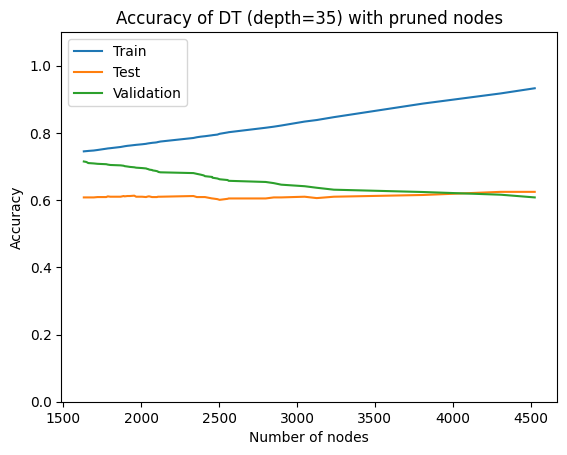 Accuracy of DT (depth=35) with pruned nodes
Train
Test
Validation
1.0
0.8
0.6
0.4
0.2
0.0
Accuracy
1500 2000 2500 3000 3500 4000 4500
Number of nodes